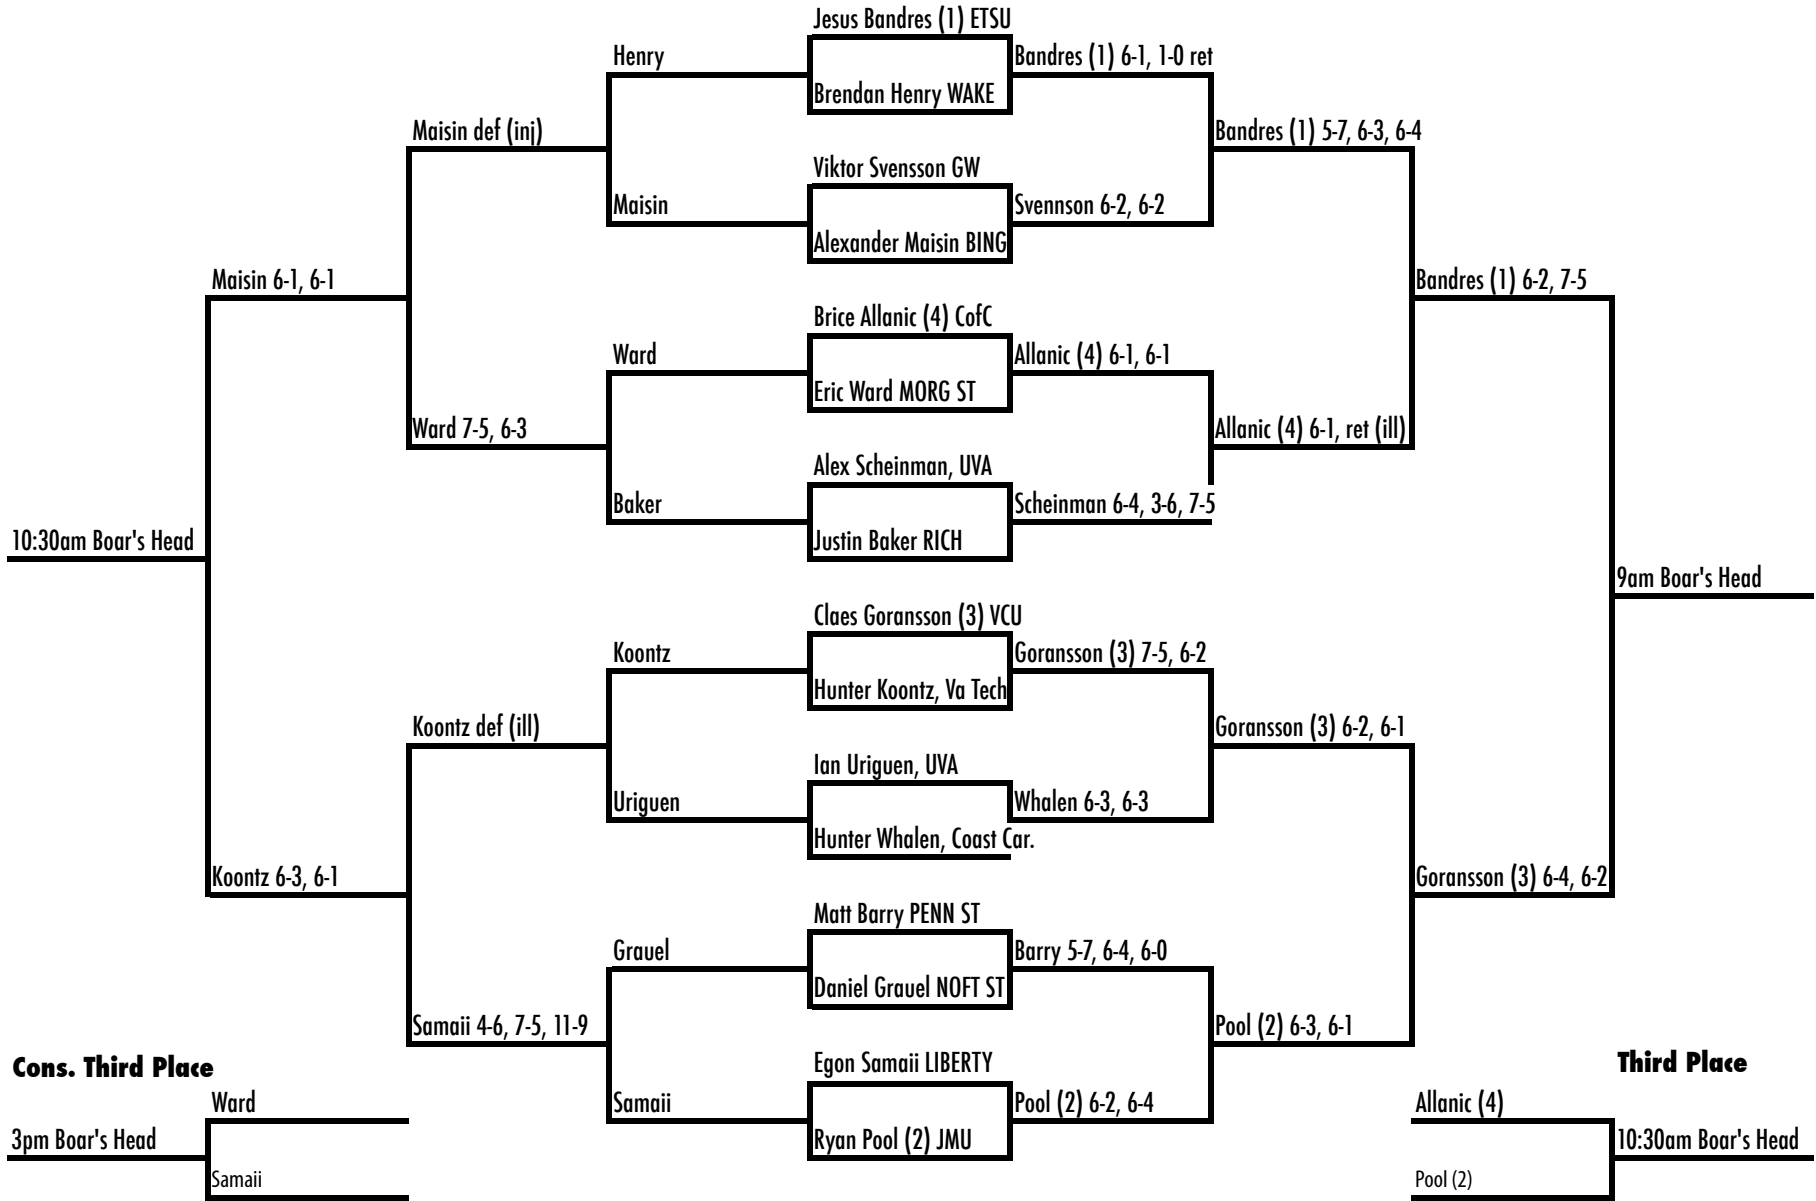 Jesus Bandres (1) ETSU
Henry
Bandres (1) 6-1, 1-0 ret
Brendan Henry WAKE
Maisin def (inj)
Bandres (1) 5-7, 6-3, 6-4
Viktor Svensson GW
Maisin
Svennson 6-2, 6-2
Alexander Maisin BING
Maisin 6-1, 6-1
Bandres (1) 6-2, 7-5
Brice Allanic (4) CofC
Ward
Allanic (4) 6-1, 6-1
Eric Ward MORG ST
Ward 7-5, 6-3
Allanic (4) 6-1, ret (ill)
Alex Scheinman, UVA
Baker
Scheinman 6-4, 3-6, 7-5
10:30am Boar's Head
Justin Baker RICH
9am Boar's Head
Claes Goransson (3) VCU
Koontz
Goransson (3) 7-5, 6-2
Hunter Koontz, Va Tech
Koontz def (ill)
Goransson (3) 6-2, 6-1
Ian Uriguen, UVA
Uriguen
Whalen 6-3, 6-3
Hunter Whalen, Coast Car.
Koontz 6-3, 6-1
Goransson (3) 6-4, 6-2
Matt Barry PENN ST
Grauel
Barry 5-7, 6-4, 6-0
Daniel Grauel NOFT ST
Samaii 4-6, 7-5, 11-9
Pool (2) 6-3, 6-1
Cons. Third Place
Egon Samaii LIBERTY
Third Place
Ward
Samaii
Pool (2) 6-2, 6-4
Allanic (4)
3pm Boar's Head
Ryan Pool (2) JMU
10:30am Boar's Head
Samaii
Pool (2)